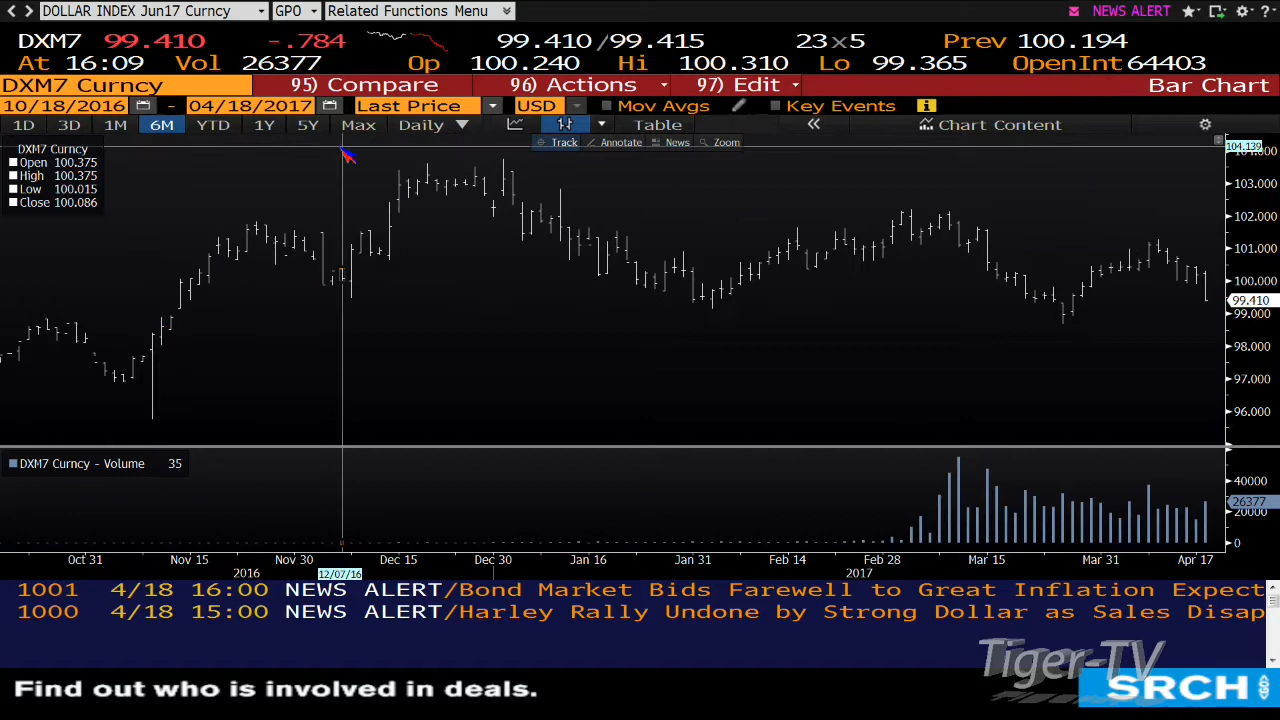 DOLLAR INDEX Jun17 Curncy GPO Related Functions Menu NEWS ALERT
DXM7 99.410 -.784 99.410/99.415 23x5 Prev 100.194
At 16:09 Vol 26377 Op 100.240 Hi 100.310 Lo 99.365 OpenInt 64403
DXM7 Curncy 95) Compare 96) Actions 97) Edit Bar Chart
10/18/2016 - 04/18/2017 Last Price USD Mov Avgs Key Events
1D 3D 1M 6M YTD 1Y 5Y Max Daily Table Chart Content
Track Annotate News Zoom
104.139
DXM7 Curncy
Open 100.375
High 100.375
Low 100.015
Close 100.086
103.000
102.000
101.000
100.000
99.410
99.000
98.000
97.000
96.000
DXM7 Curncy - Volume 35
40000
26377
20000
0
Oct 31 Nov 15 Nov 30 Dec 15 Dec 30 Jan 16 Jan 31 Feb 14 Feb 28 Mar 15 Mar 31 Apr 17
2016 12/07/16 2017
1001 4/18 16:00 NEWS ALERT/Bond Market Bids Farewell to Great Inflation Expect
1000 4/18 15:00 NEWS ALERT/Harley Rally Undone by Strong Dollar as Sales Disap
Tiger-TV
Find out who is involved in deals. SRCH